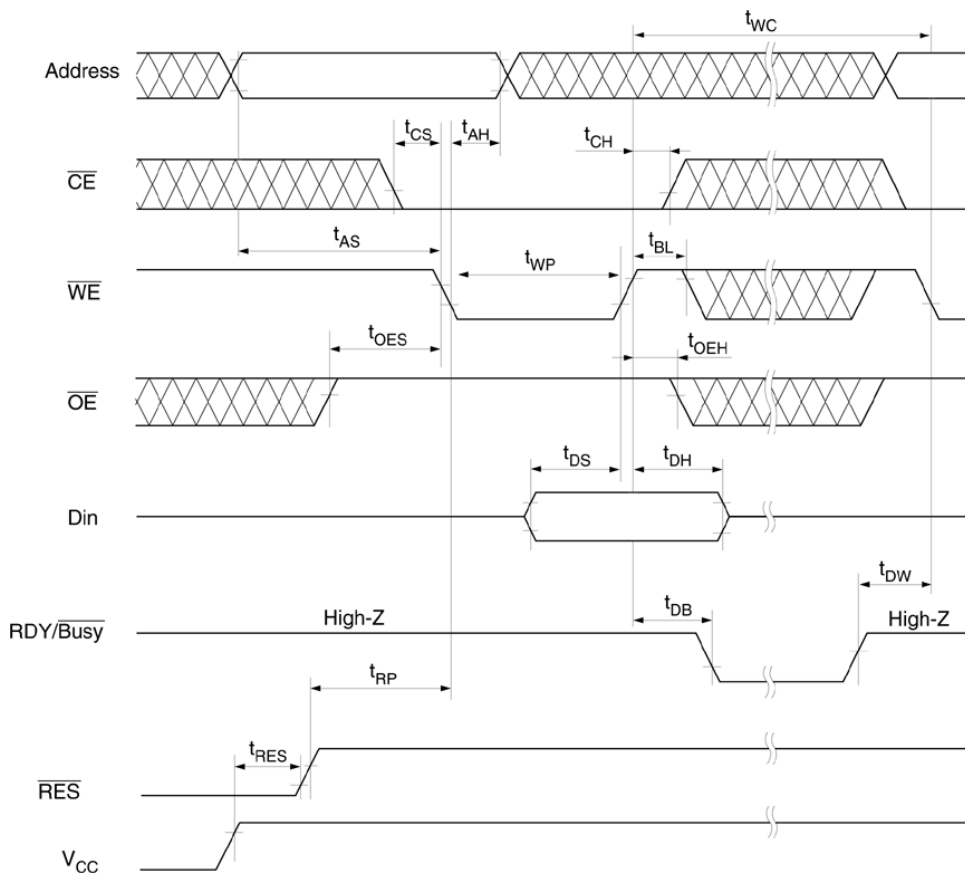 tWC
Address
tCS
tAH
tCH
CE
tAS
tWP
tBL
WE
tOES
tOEH
OE
tDS
tDH
Din
tDW
tDB
High-Z
High-Z
RDY/Busy
tRP
tRES
RES
VCC